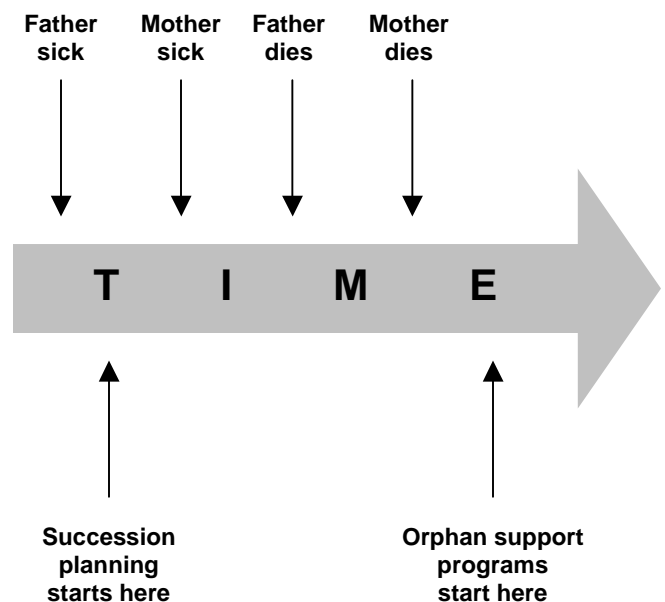 Father
sick
Mother
sick
Father
dies
Mother
dies
T I M E
Succession
planning
starts here
Orphan support
programs
start here